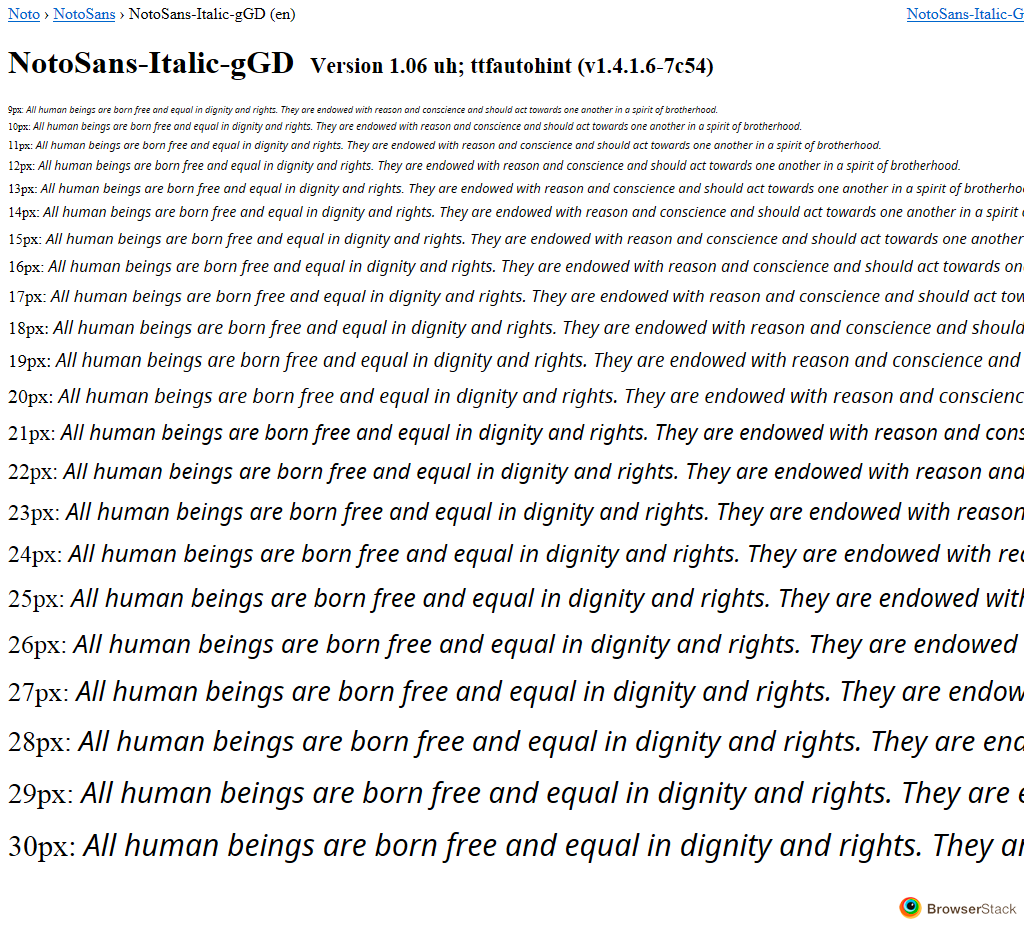 Noto › NotoSans › NotoSans-Italic-gGD (en) NotoSans-Italic-G
NotoSans-Italic-gGD Version 1.06 uh; ttfautohint (v1.4.1.6-7c54)
9px: All human beings are born free and equal in dignity and rights. They are endowed with reason and conscience and should act towards one another in a spirit of brotherhood.
10px: All human beings are born free and equal in dignity and rights. They are endowed with reason and conscience and should act towards one another in a spirit of brotherhood.
11px: All human beings are born free and equal in dignity and rights. They are endowed with reason and conscience and should act towards one another in a spirit of brotherhood.
12px: All human beings are born free and equal in dignity and rights. They are endowed with reason and conscience and should act towards one another in a spirit of brotherhood.
13px: All human beings are born free and equal in dignity and rights. They are endowed with reason and conscience and should act towards one another in a spirit of brotherho
14px: All human beings are born free and equal in dignity and rights. They are endowed with reason and conscience and should act towards one another in a spirit
15px: All human beings are born free and equal in dignity and rights. They are endowed with reason and conscience and should act towards one another
16px: All human beings are born free and equal in dignity and rights. They are endowed with reason and conscience and should act towards on
17px: All human beings are born free and equal in dignity and rights. They are endowed with reason and conscience and should act tow
18px: All human beings are born free and equal in dignity and rights. They are endowed with reason and conscience and should
19px: All human beings are born free and equal in dignity and rights. They are endowed with reason and conscience and
20px: All human beings are born free and equal in dignity and rights. They are endowed with reason and conscienc
21px: All human beings are born free and equal in dignity and rights. They are endowed with reason and cons
22px: All human beings are born free and equal in dignity and rights. They are endowed with reason and
23px: All human beings are born free and equal in dignity and rights. They are endowed with reason
24px: All human beings are born free and equal in dignity and rights. They are endowed with rea
25px: All human beings are born free and equal in dignity and rights. They are endowed with
26px: All human beings are born free and equal in dignity and rights. They are endowed
27px: All human beings are born free and equal in dignity and rights. They are endow
28px: All human beings are born free and equal in dignity and rights. They are end
29px: All human beings are born free and equal in dignity and rights. They are e
30px: All human beings are born free and equal in dignity and rights. They ar
BrowserStack